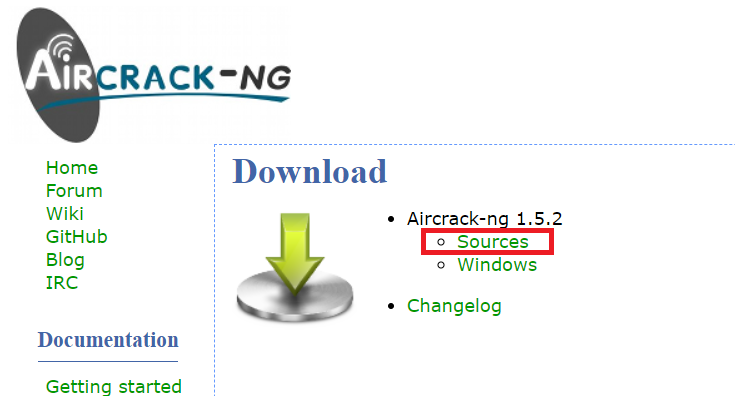 AIRCRACK-NG
Home
Forum
Wiki
GitHub
Blog
IRC
Documentation
Getting started
Download
Aircrack-ng 1.5.2
Sources
Windows
Changelog